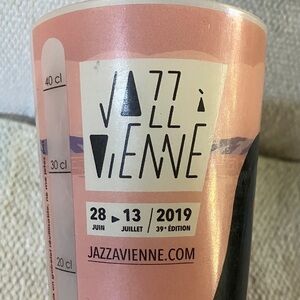 JAZZ À
VIENNE
28 ▸ 13 / 2019
JUIN JUILLET 39e ÉDITION
JAZZAVIENNE.COM
40 cl
30 cl
20 cl